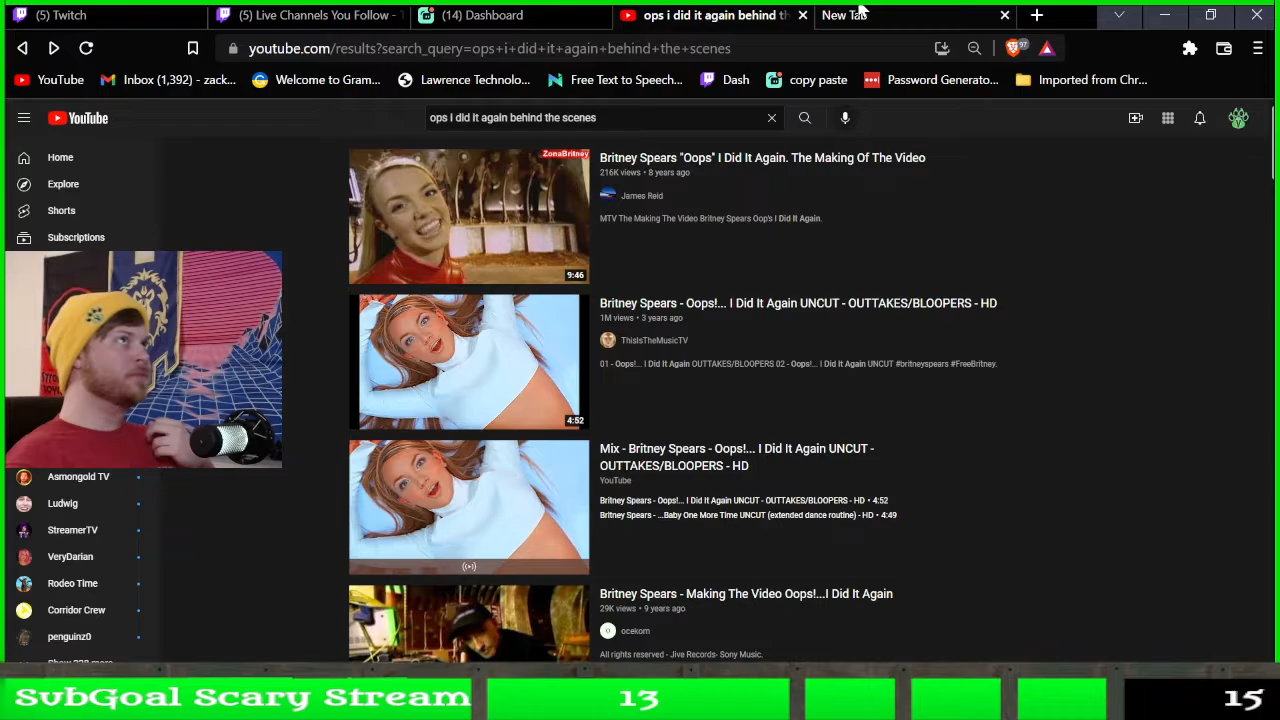 (5) Twitch
(5) Live Channels You Follow - T
(14) Dashboard
ops i did it again behind th
New Tab
youtube.com/results?search_query=ops+i+did+it+again+behind+the+scenes
97
YouTube
Inbox (1,392) - zack...
Welcome to Gram...
Lawrence Technolo...
Free Text to Speech...
Dash
copy paste
Password Generato...
Imported from Chr...
YouTube
ops i did it again behind the scenes
Home
Explore
Shorts
Subscriptions
Asmongold TV
Ludwig
StreamerTV
VeryDarian
Rodeo Time
Corridor Crew
penguinz0
ZonaBritney
9:46
Britney Spears "Oops" I Did It Again. The Making Of The Video
216K views • 8 years ago
James Reid
MTV The Making The Video Britney Spears Oop's I Did It Again.
4:52
Britney Spears - Oops!... I Did It Again UNCUT - OUTTAKES/BLOOPERS - HD
1M views • 3 years ago
ThisIsTheMusicTV
01 - Oops!... I Did It Again OUTTAKES/BLOOPERS 02 - Oops!... I Did It Again UNCUT #britneyspears #FreeBritney.
Mix - Britney Spears - Oops!... I Did It Again UNCUT -
OUTTAKES/BLOOPERS - HD
YouTube
Britney Spears - Oops!... I Did It Again UNCUT - OUTTAKES/BLOOPERS - HD • 4:52
Britney Spears - ...Baby One More Time UNCUT (extended dance routine) - HD • 4:49
Britney Spears - Making The Video Oops!...I Did It Again
29K views • 9 years ago
ocekom
All rights reserved - Jive Records- Sony Music.
SubGoal Scary Stream
13
15